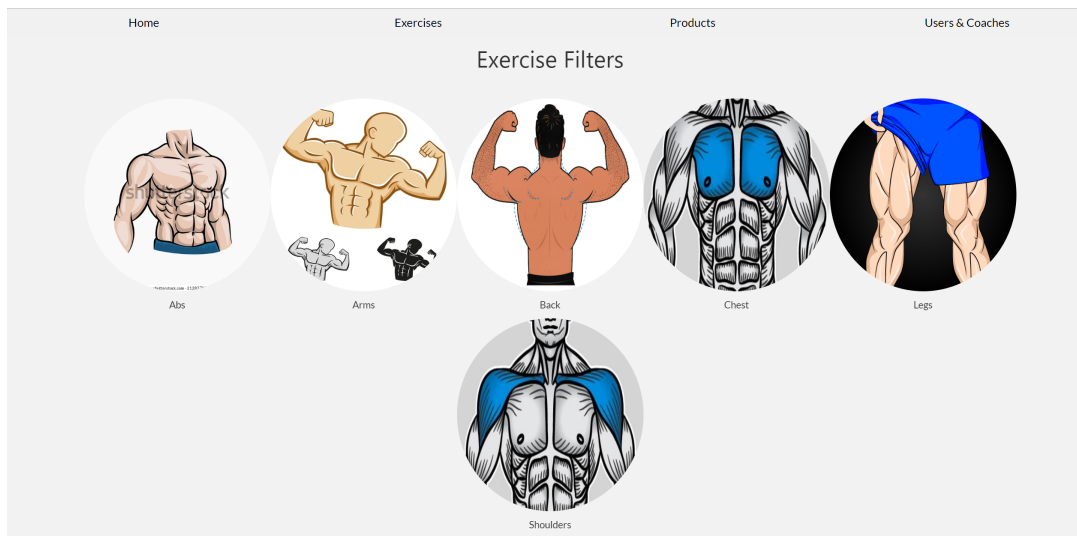 Home Exercises Products Users & Coaches
Exercise Filters
Abs Arms Back Chest Legs
Shoulders